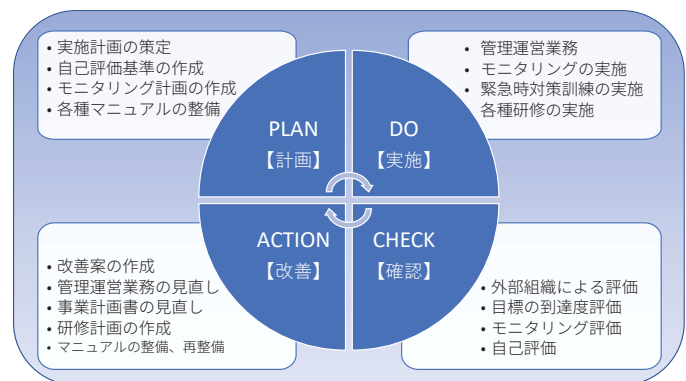 • 実施計画の策定
• 自己評価基準の作成
• モニタリング計画の作成
• 各種マニュアルの整備
• 管理運営業務
• モニタリングの実施
• 緊急時対策訓練の実施
各種研修の実施
PLAN
【計画】
DO
【実施】
ACTION
【改善】
CHECK
【確認】
• 改善案の作成
• 管理運営業務の見直し
• 事業計画書の見直し
• 研修計画の作成
• マニュアルの整備、再整備
• 外部組織による評価
• 目標の到達度評価
• モニタリング評価
• 自己評価